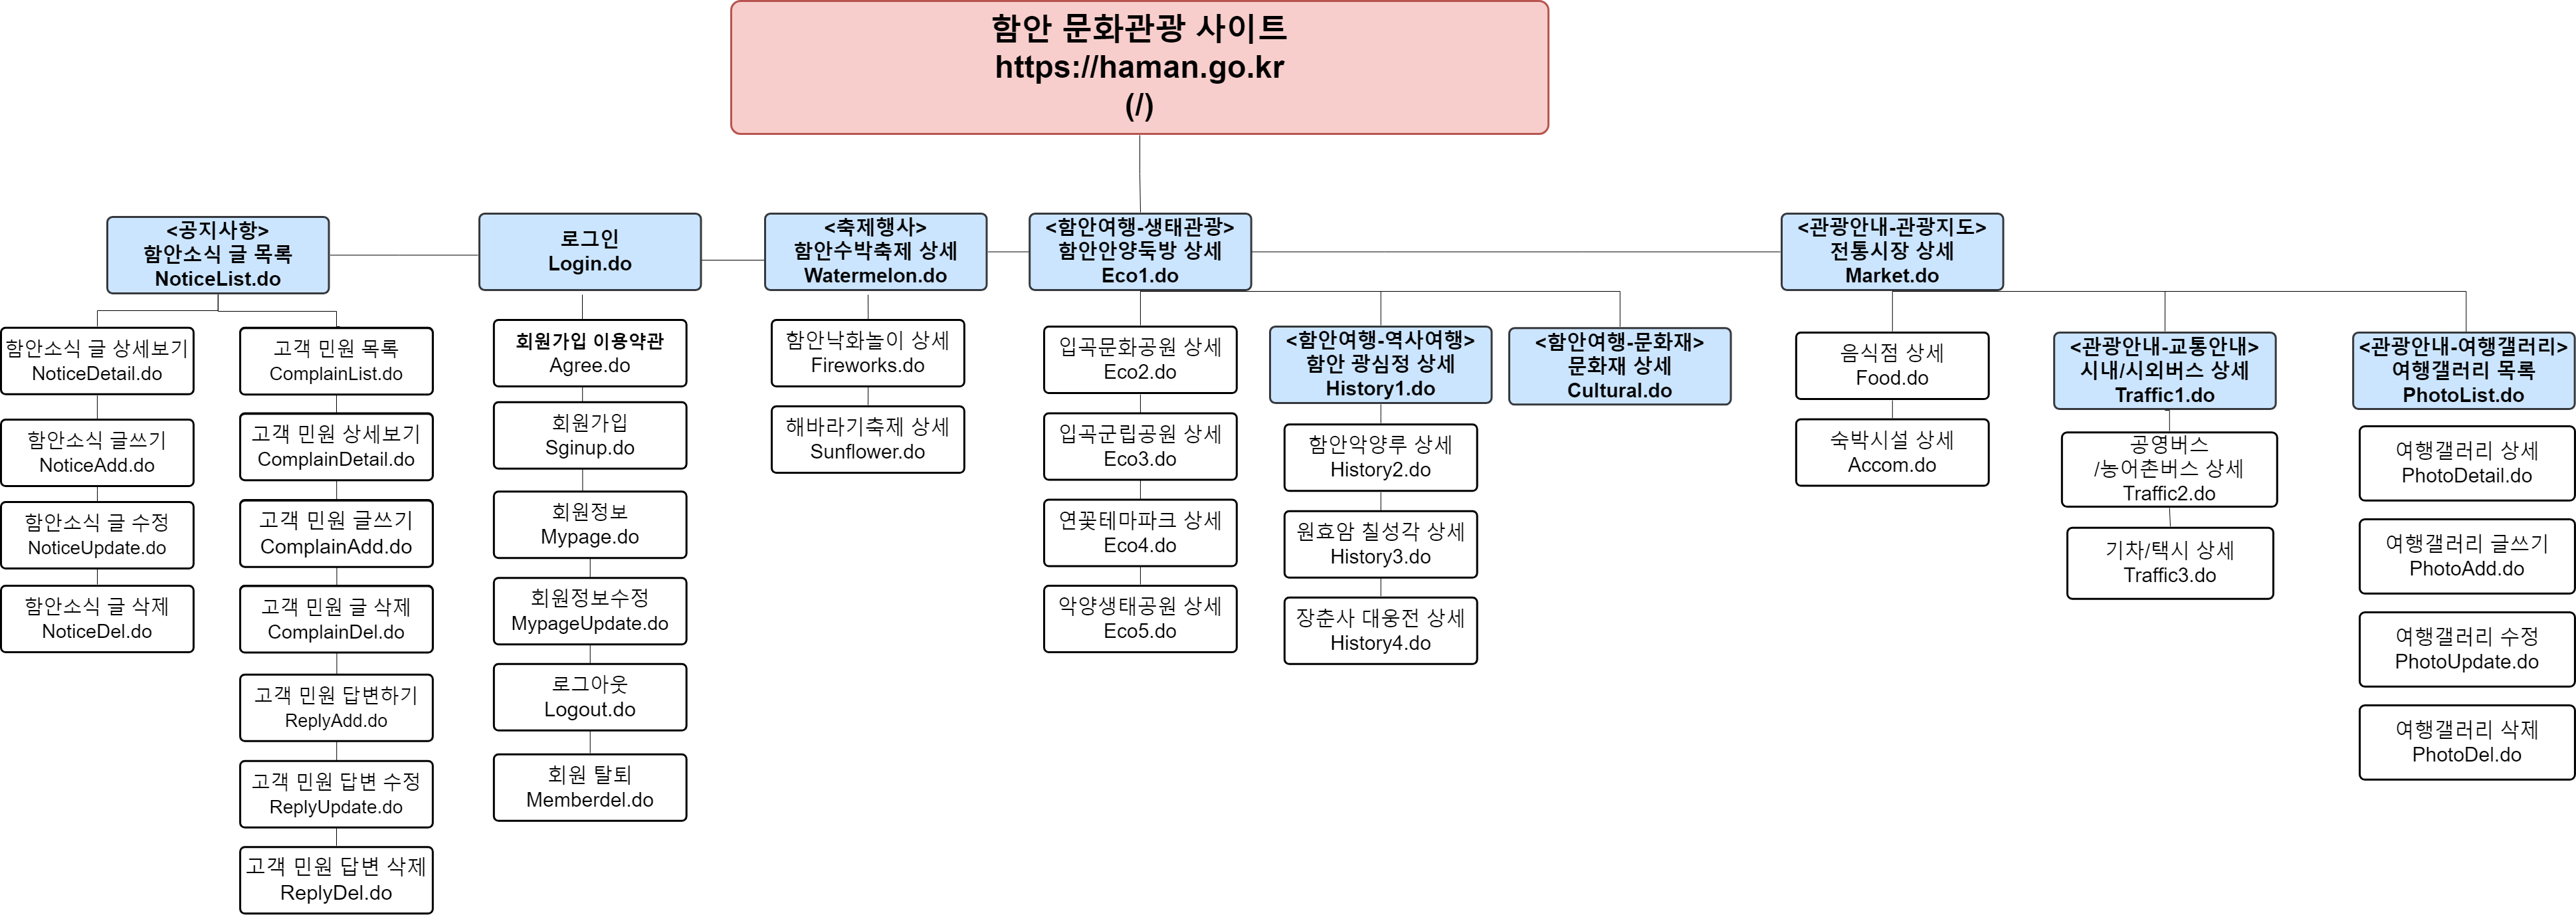 함안 문화관광 사이트
https://haman.go.kr
(/)
<공지사항>
함안소식 글 목록
NoticeList.do
로그인
Login.do
<축제행사>
함안수박축제 상세
Watermelon.do
<함안여행-생태관광>
함안안양둑방 상세
Eco1.do
<관광안내-관광지도>
전통시장 상세
Market.do
함안소식 글 상세보기
NoticeDetail.do
함안소식 글쓰기
NoticeAdd.do
함안소식 글 수정
NoticeUpdate.do
함안소식 글 삭제
NoticeDel.do
고객 민원 목록
ComplainList.do
고객 민원 상세보기
ComplainDetail.do
고객 민원 글쓰기
ComplainAdd.do
고객 민원 글 삭제
ComplainDel.do
고객 민원 답변하기
ReplyAdd.do
고객 민원 답변 수정
ReplyUpdate.do
고객 민원 답변 삭제
ReplyDel.do
회원가입 이용약관
Agree.do
회원가입
Sginup.do
회원정보
Mypage.do
회원정보수정
MypageUpdate.do
로그아웃
Logout.do
회원 탈퇴
Memberdel.do
함안낙화놀이 상세
Fireworks.do
해바라기축제 상세
Sunflower.do
입곡문화공원 상세
Eco2.do
입곡군립공원 상세
Eco3.do
연꽃테마파크 상세
Eco4.do
악양생태공원 상세
Eco5.do
<함안여행-역사여행>
함안 광심정 상세
History1.do
함안악양루 상세
History2.do
원효암 칠성각 상세
History3.do
장춘사 대웅전 상세
History4.do
<함안여행-문화재>
문화재 상세
Cultural.do
음식점 상세
Food.do
숙박시설 상세
Accom.do
<관광안내-교통안내>
시내/시외버스 상세
Traffic1.do
공영버스
/농어촌버스 상세
Traffic2.do
기차/택시 상세
Traffic3.do
<관광안내-여행갤러리>
여행갤러리 목록
PhotoList.do
여행갤러리 상세
PhotoDetail.do
여행갤러리 글쓰기
PhotoAdd.do
여행갤러리 수정
PhotoUpdate.do
여행갤러리 삭제
PhotoDel.do